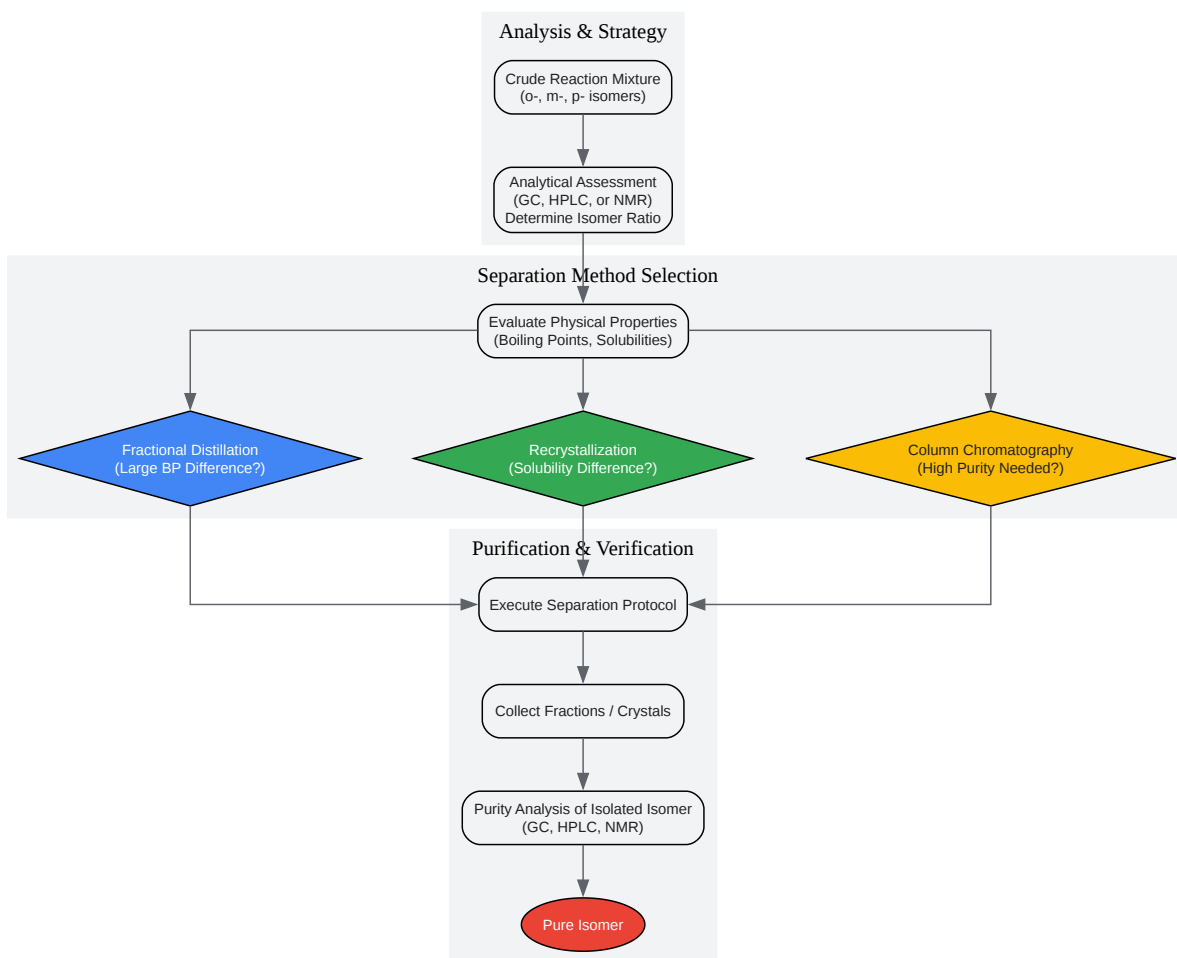 Analysis & Strategy
Crude Reaction Mixture
(o-, m-, p- isomers)
Analytical Assessment
(GC, HPLC, or NMR)
Determine Isomer Ratio
Separation Method Selection
Evaluate Physical Properties
(Boiling Points, Solubilities)
Fractional Distillation
(Large BP Difference?)
Recrystallization
(Solubility Difference?)
Column Chromatography
(High Purity Needed?)
Purification & Verification
Execute Separation Protocol
Collect Fractions / Crystals
Purity Analysis of Isolated Isomer
(GC, HPLC, NMR)
Pure Isomer